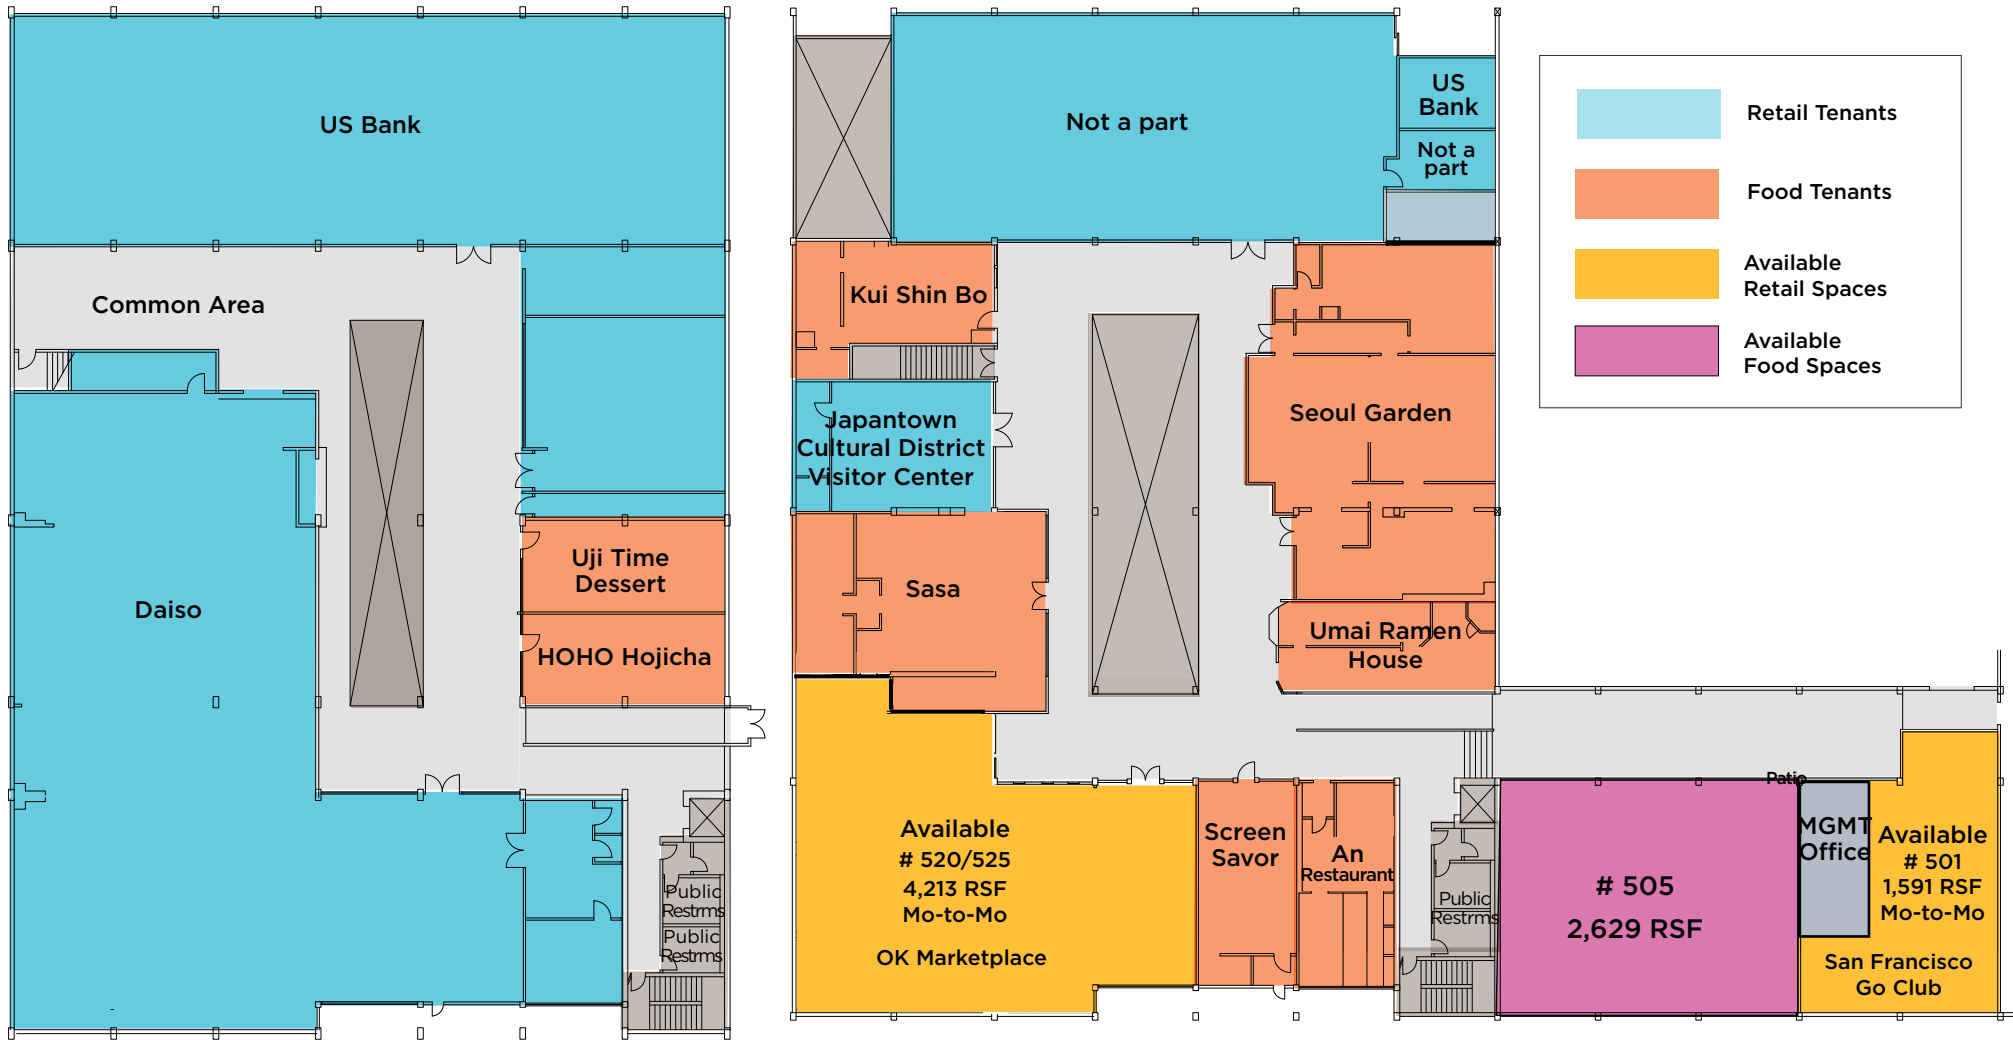 US Bank
Common Area
Daiso
Uji Time
Dessert
HOHO Hojicha
Public
Restrms
Public
Restrms
Not a part
US
Bank
Not a
part
Kui Shin Bo
Japantown
Cultural District
Visitor Center
Seoul Garden
Sasa
Umai Ramen
House
Available
# 520/525
4,213 RSF
Mo-to-Mo
OK Marketplace
Screen
Savor
An
Restaurant
Public
Restrms
# 505
2,629 RSF
Patio
MGMT
Office
Available
# 501
1,591 RSF
Mo-to-Mo
San Francisco
Go Club
Retail Tenants
Food Tenants
Available
Retail Spaces
Available
Food Spaces